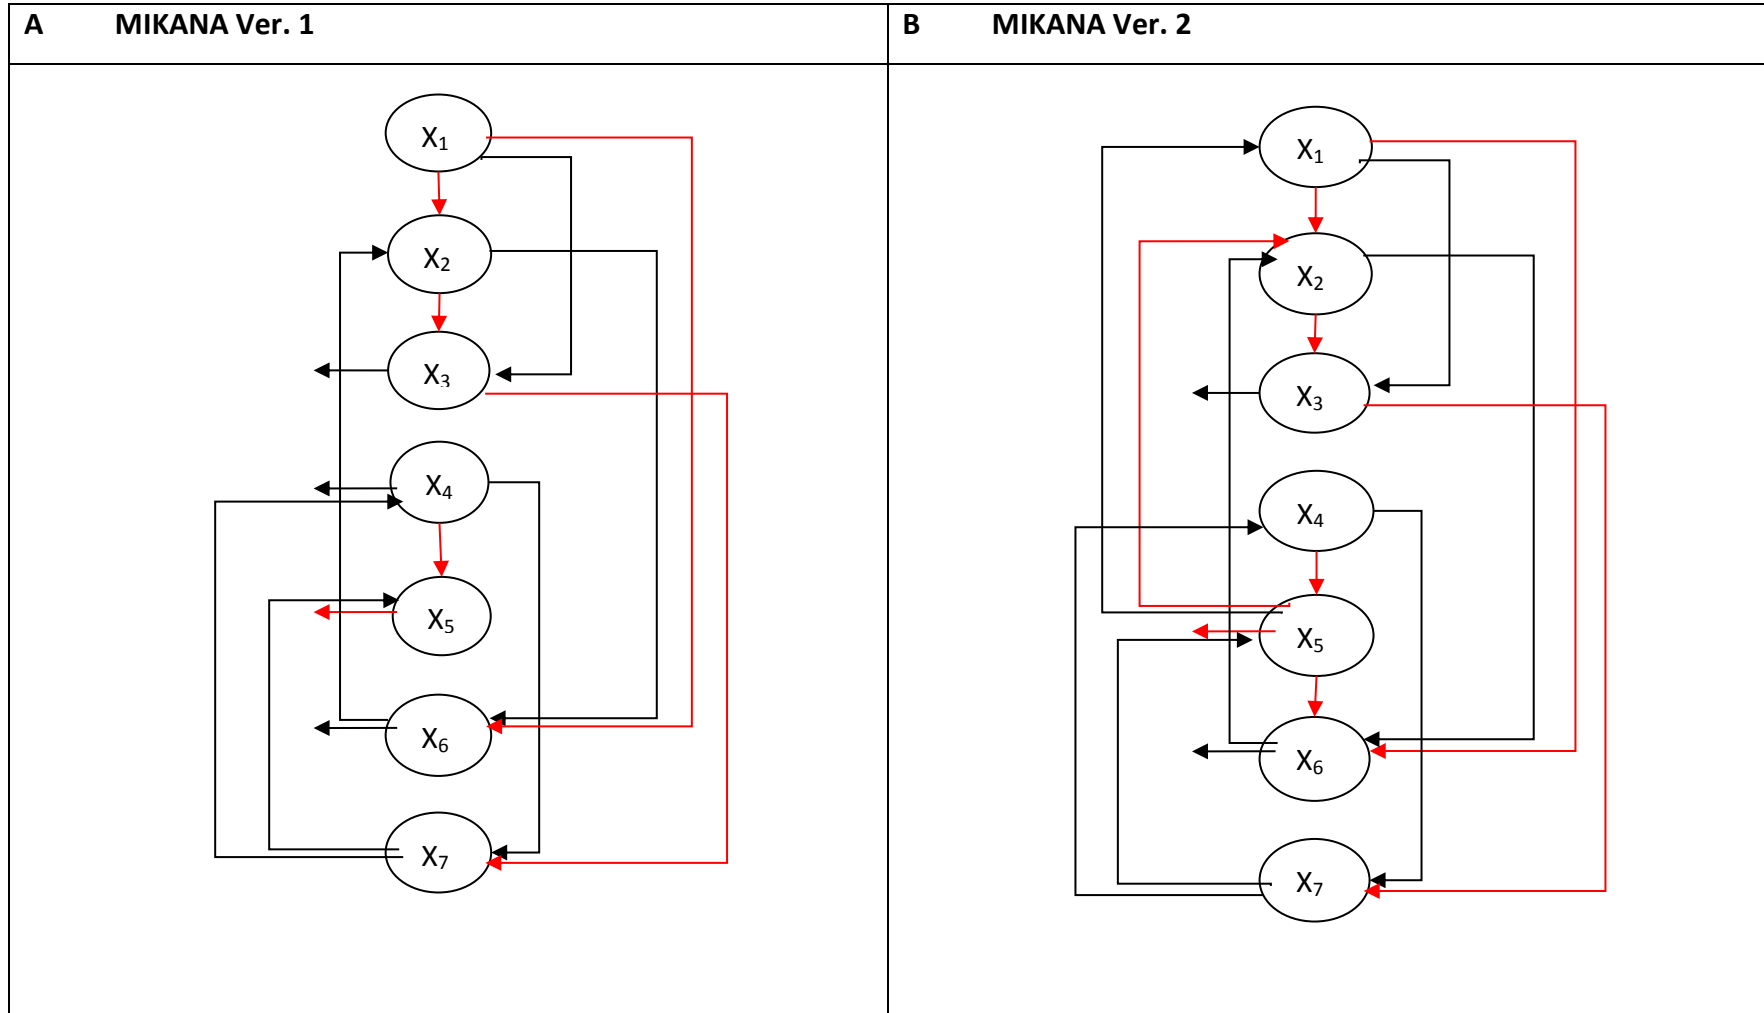 A MIKANA Ver. 1
X1
X2
X3
X4
X5
X6
X7
B MIKANA Ver. 2
X1
X2
X3
X4
X5
X6
X7